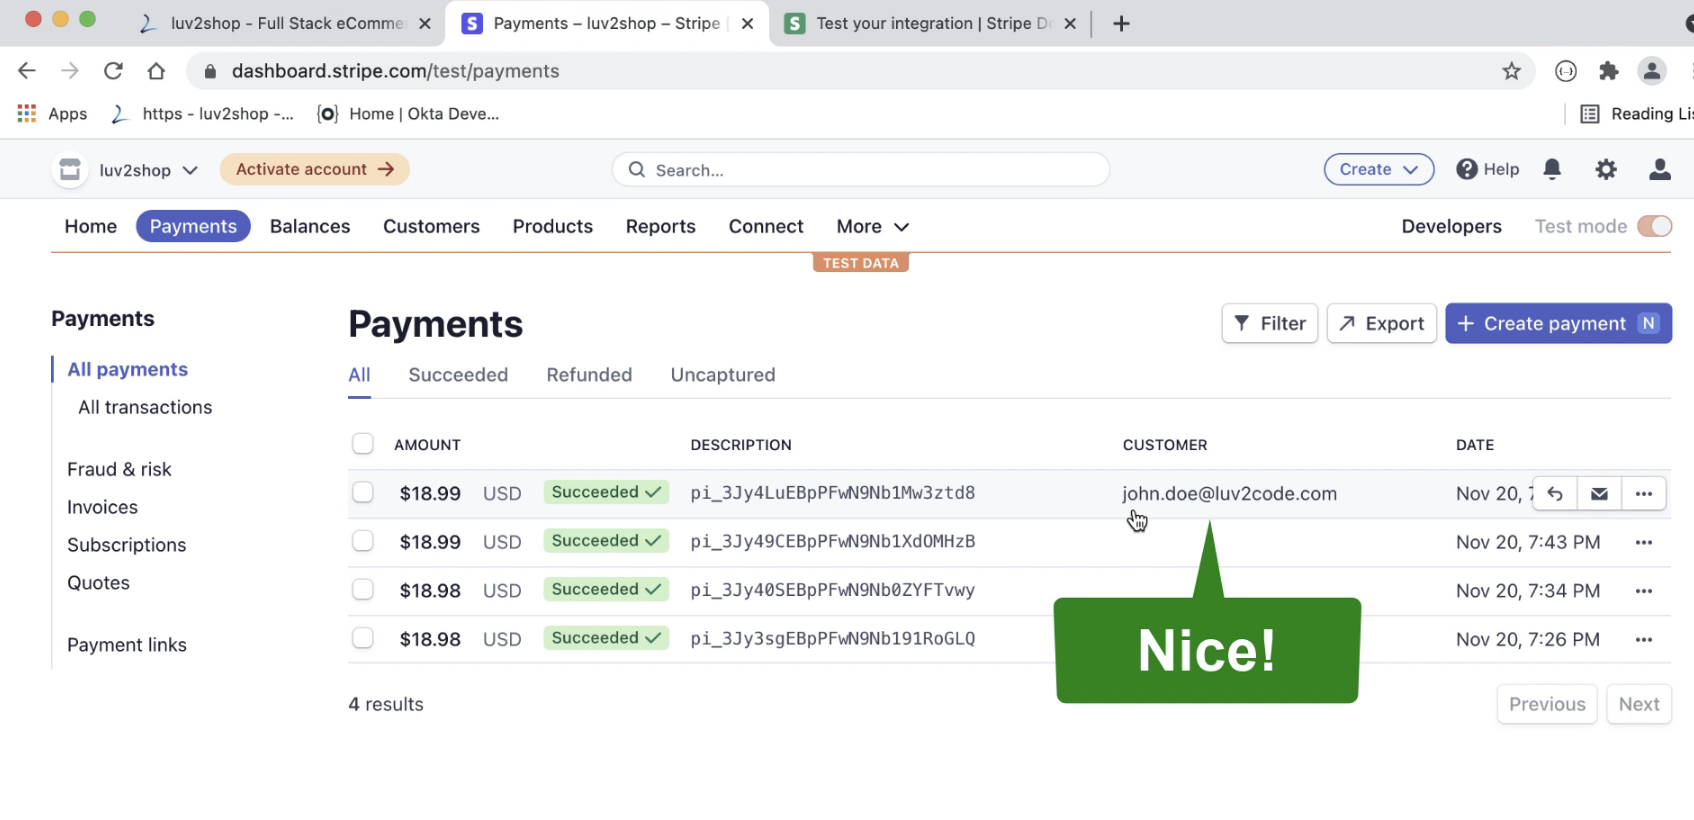 luv2shop - Full Stack eComme
Payments – luv2shop – Stripe
Test your integration | Stripe Do
dashboard.stripe.com/test/payments
Apps
https - luv2shop -...
Home | Okta Deve...
Reading Lis
luv2shop
Activate account →
Search...
Create
Help
Home
Payments
Balances
Customers
Products
Reports
Connect
More
Developers
Test mode
TEST DATA
Payments
All payments
All transactions
Fraud & risk
Invoices
Subscriptions
Quotes
Payment links
Payments
Filter
Export
+ Create payment N
All
Succeeded
Refunded
Uncaptured
AMOUNT DESCRIPTION CUSTOMER DATE
$18.99 USD Succeeded ✓ pi_3Jy4LuEBpPFwN9Nb1Mw3ztd8 john.doe@luv2code.com Nov 20, 7
$18.99 USD Succeeded ✓ pi_3Jy49CEBpPFwN9Nb1XdOMHzB Nov 20, 7:43 PM
$18.98 USD Succeeded ✓ pi_3Jy40SEBpPFwN9Nb0ZYFTvwy Nov 20, 7:34 PM
$18.98 USD Succeeded ✓ pi_3Jy3sgEBpPFwN9Nb191RoGLQ Nov 20, 7:26 PM
Nice!
4 results
Previous
Next